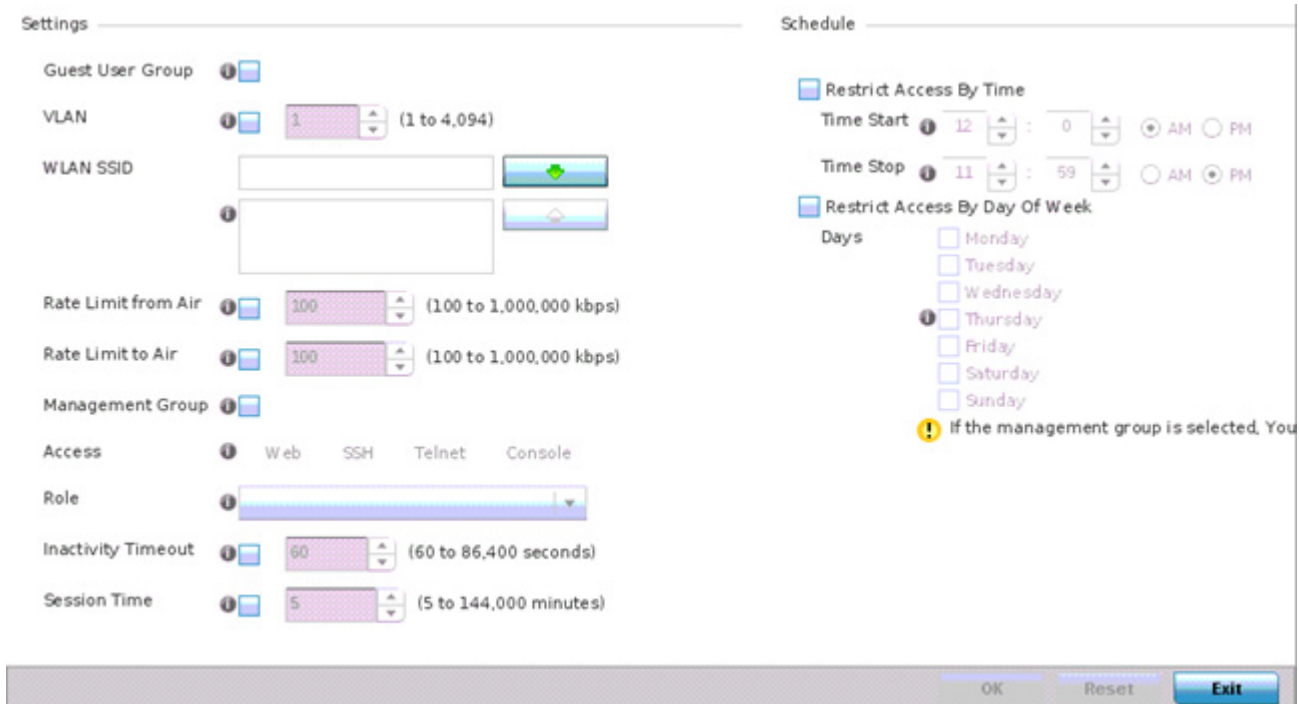 Settings
Guest User Group
VLAN 1 (1 to 4,094)
WLAN SSID
Rate Limit from Air 100 (100 to 1,000,000 kbps)
Rate Limit to Air 100 (100 to 1,000,000 kbps)
Management Group
Access Web SSH Telnet Console
Role
Inactivity Timeout 60 (60 to 86,400 seconds)
Session Time 5 (5 to 144,000 minutes)
Schedule
Restrict Access By Time
Time Start 12 : 0 AM PM
Time Stop 11 : 59 AM PM
Restrict Access By Day Of Week
Days Monday
Tuesday
Wednesday
Thursday
Friday
Saturday
Sunday
If the management group is selected, You
OK Reset Exit